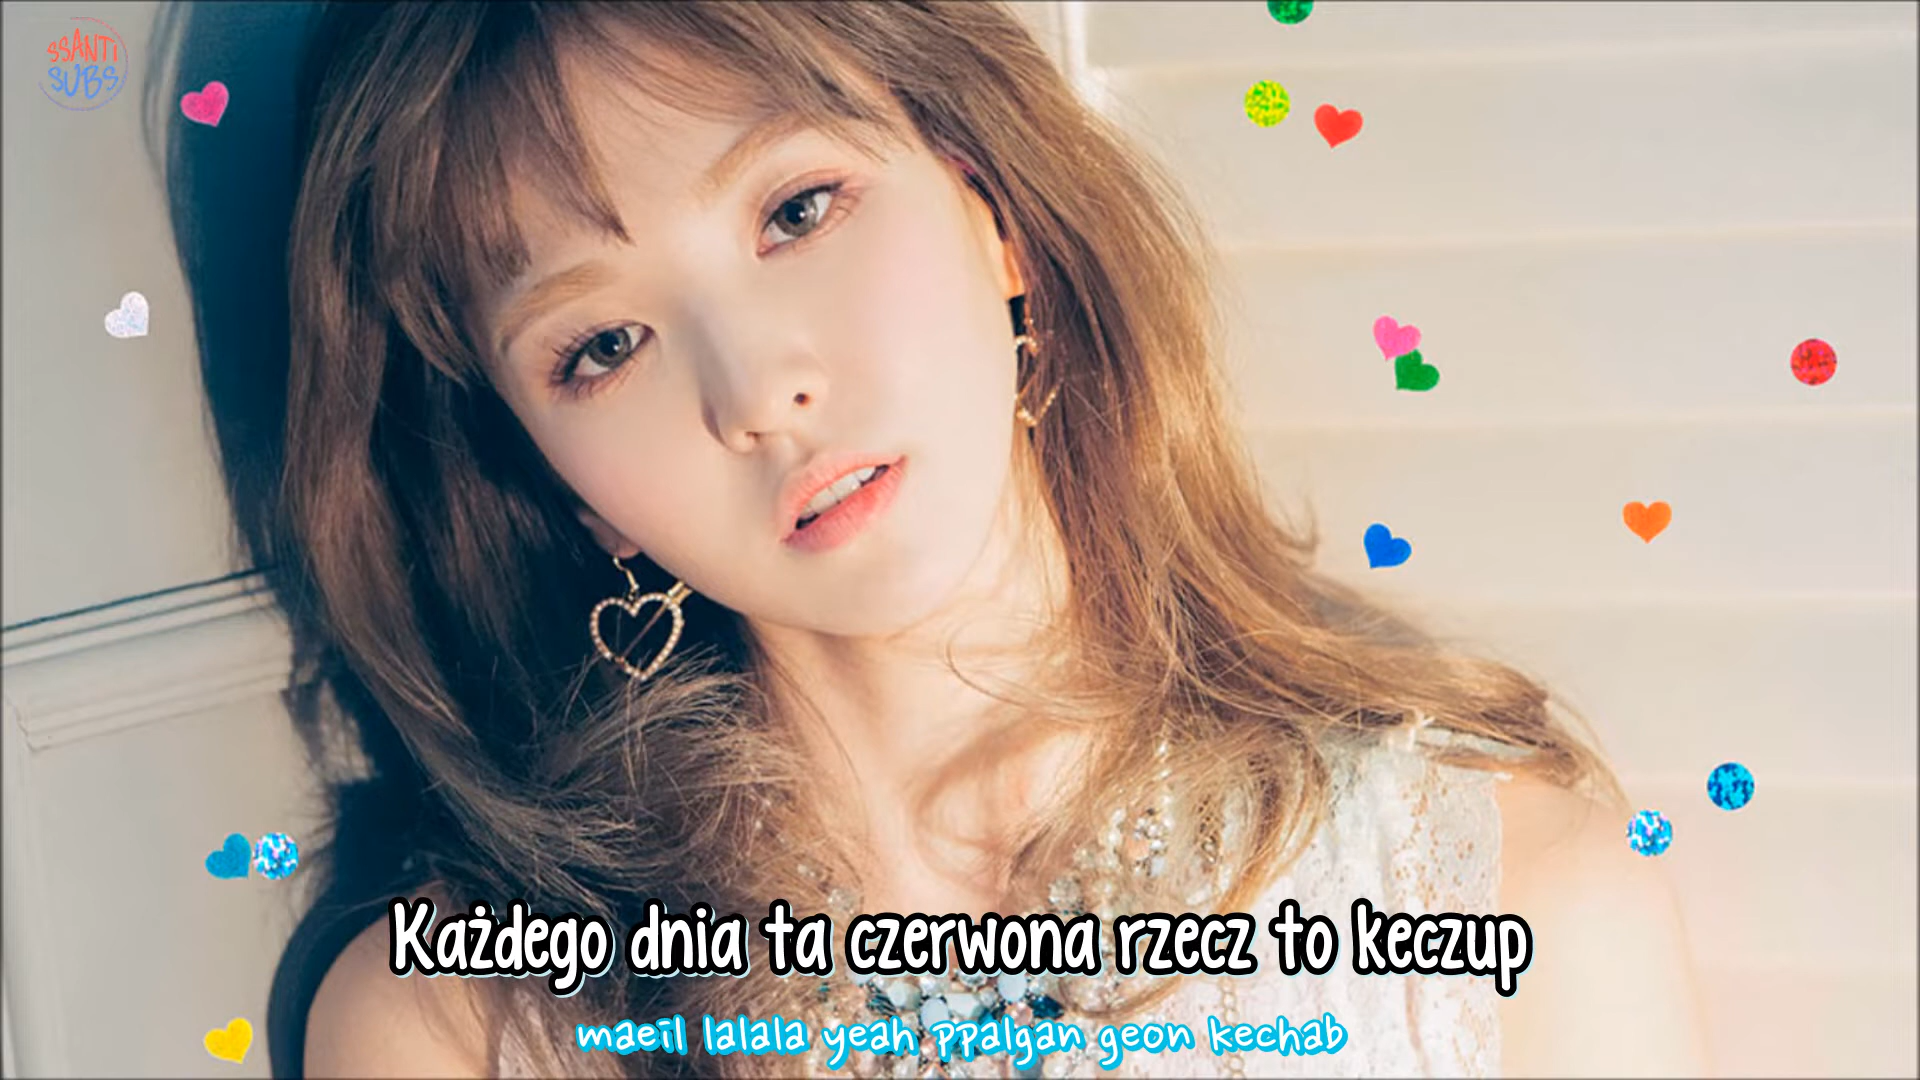 SSANTI
SUBS
Każdego dnia ta czerwona rzecz to keczup
maeil lalala yeah ppalgan geon kechab